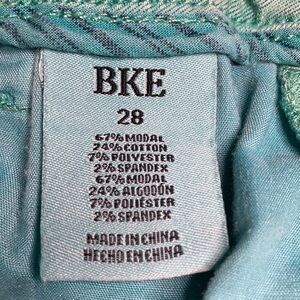 BKE
28
67% MODAL
24% COTTON
7% POLYESTER
2% SPANDEX
67% MODAL
24% ALGODÓN
7% POLIÉSTER
2% SPANDEX
MADE IN CHINA
HECHO EN CHINA